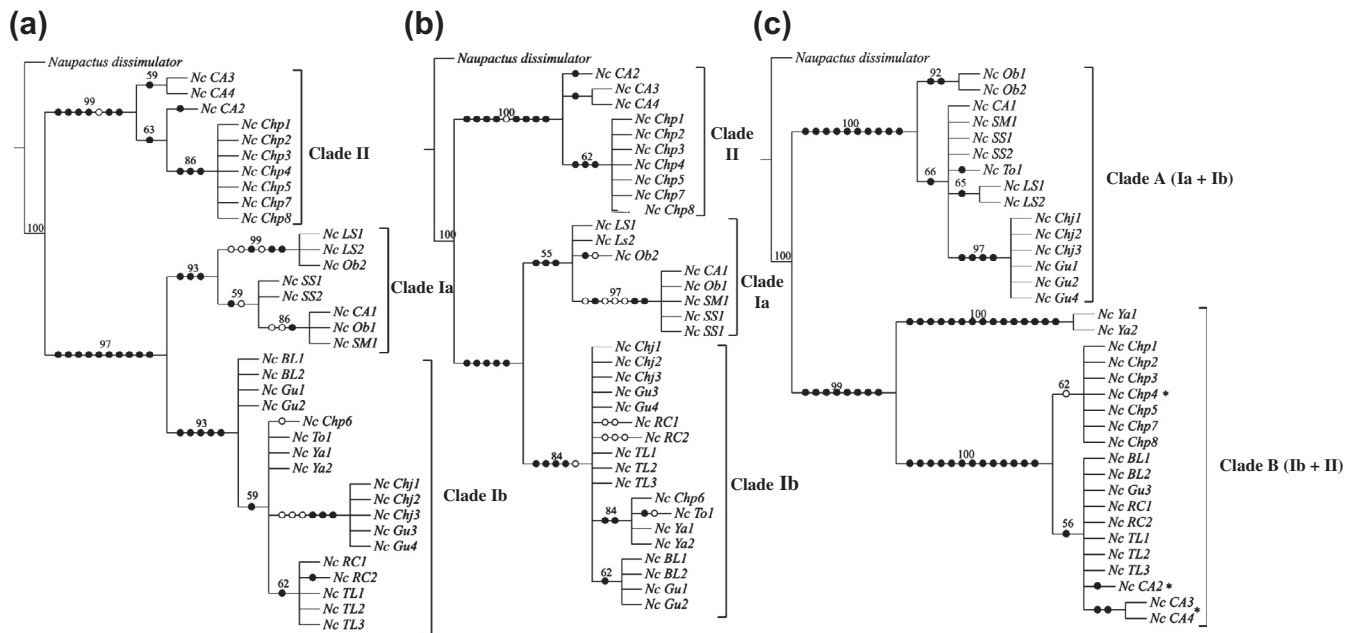 (a)
Naupactus dissimulator
59
Nc CA3
Nc CA4
99
Nc CA2
63
Nc Chp1
Nc Chp2
Nc Chp3
86
Nc Chp4
Nc Chp5
Nc Chp7
Nc Chp8
Clade II
100
99
Nc LS1
Nc LS2
Nc Ob2
93
Nc SS1
59
Nc SS2
Nc CA1
86
Nc Ob1
Nc SM1
Clade Ia
97
Nc BL1
Nc BL2
Nc Gu1
Nc Gu2
93
Nc Chp6
Nc To1
Nc Ya1
Nc Ya2
59
Nc Chj1
Nc Chj2
Nc Chj3
Nc Gu3
Nc Gu4
Nc RC1
Nc RC2
62
Nc TL1
Nc TL2
Nc TL3
Clade Ib
(b)
Naupactus dissimulator
Nc CA2
Nc CA3
Nc CA4
100
Nc Chp1
Nc Chp2
Nc Chp3
62
Nc Chp4
Nc Chp5
Nc Chp7
Nc Chp8
Clade
II
100
Nc LS1
Nc Ls2
55
Nc Ob2
Nc CA1
Nc Ob1
97
Nc SM1
Nc SS1
Nc SS1
Clade
Ia
Nc Chj1
Nc Chj2
Nc Chj3
Nc Gu3
Nc Gu4
Nc RC1
Nc RC2
84
Nc TL1
Nc TL2
Nc TL3
Nc Chp6
84
Nc To1
Nc Ya1
Nc Ya2
Nc BL1
62
Nc BL2
Nc Gu1
Nc Gu2
Clade Ib
(c)
Naupactus dissimulator
92
Nc Ob1
Nc Ob2
100
Nc CA1
Nc SM1
Nc SS1
Nc SS2
66
Nc To1
65
Nc LS1
Nc LS2
Nc Chj1
Nc Chj2
97
Nc Chj3
Nc Gu1
Nc Gu2
Nc Gu4
Clade A (Ia + Ib)
100
100
Nc Ya1
Nc Ya2
99
Nc Chp1
Nc Chp2
Nc Chp3
62
Nc Chp4 *
Nc Chp5
Nc Chp7
Nc Chp8
100
Nc BL1
Nc BL2
Nc Gu3
Nc RC1
Nc RC2
56
Nc TL1
Nc TL2
Nc TL3
Nc CA2 *
Nc CA3
Nc CA4 *
Clade B (Ib + II)